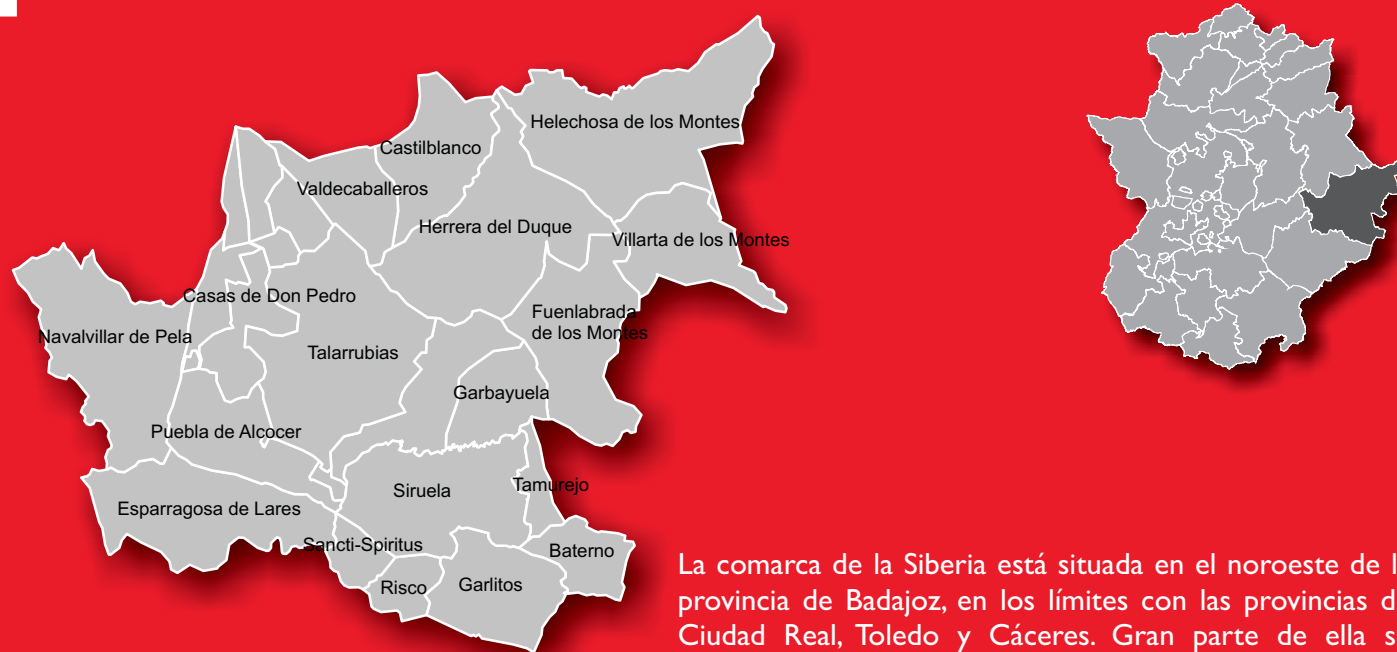 Helechosa de los Montes
Castilblanco
Valdecaballeros
Herrera del Duque
Villarta de los Montes
Casas de Don Pedro
Fuenlabrada
de los Montes
Navalvillar de Pela
Talarrubias
Garbayuela
Puebla de Alcocer
Siruela
Tamurejo
Esparragosa de Lares
Sancti-Spiritus
Baterno
Risco
Garlitos
La comarca de la Siberia está situada en el noroeste de l
provincia de Badajoz, en los límites con las provincias d
Ciudad Real, Toledo y Cáceres. Gran parte de ella s